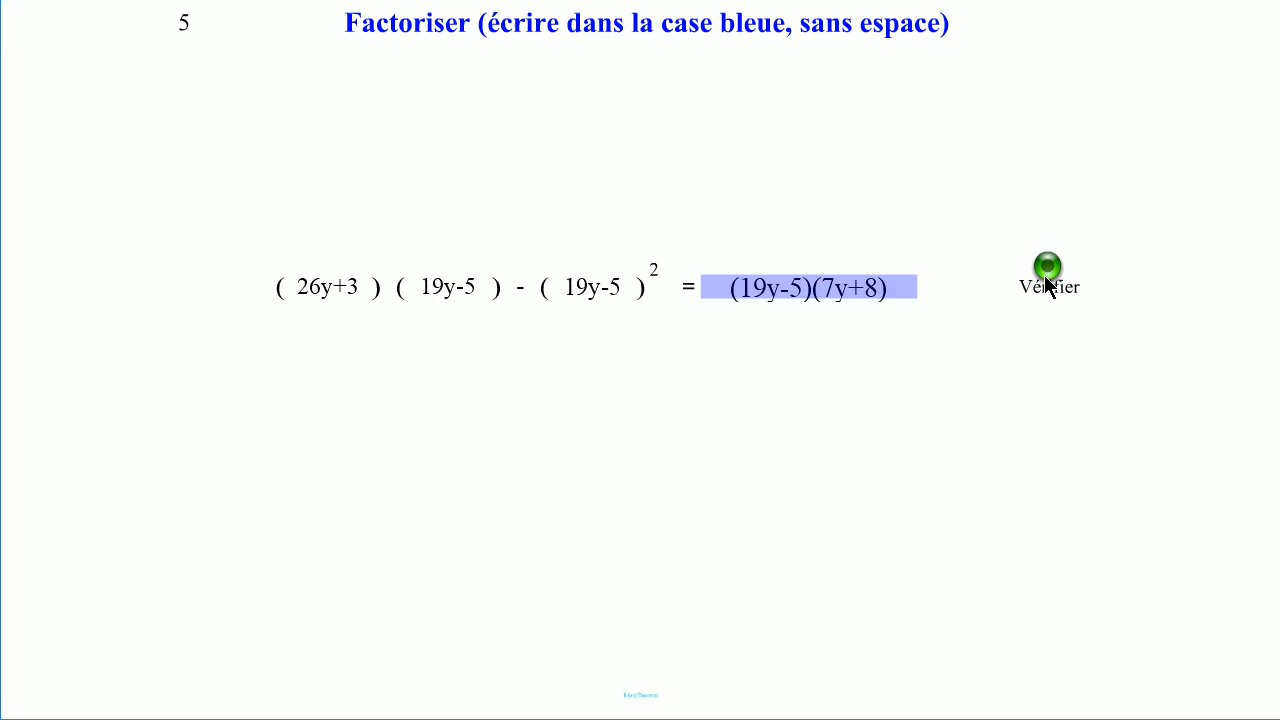 5 Factoriser (écrire dans la case bleue, sans espace)
( 26y+3 ) ( 19y-5 ) - ( 19y-5 )² = (19y-5)(7y+8) Vérifier